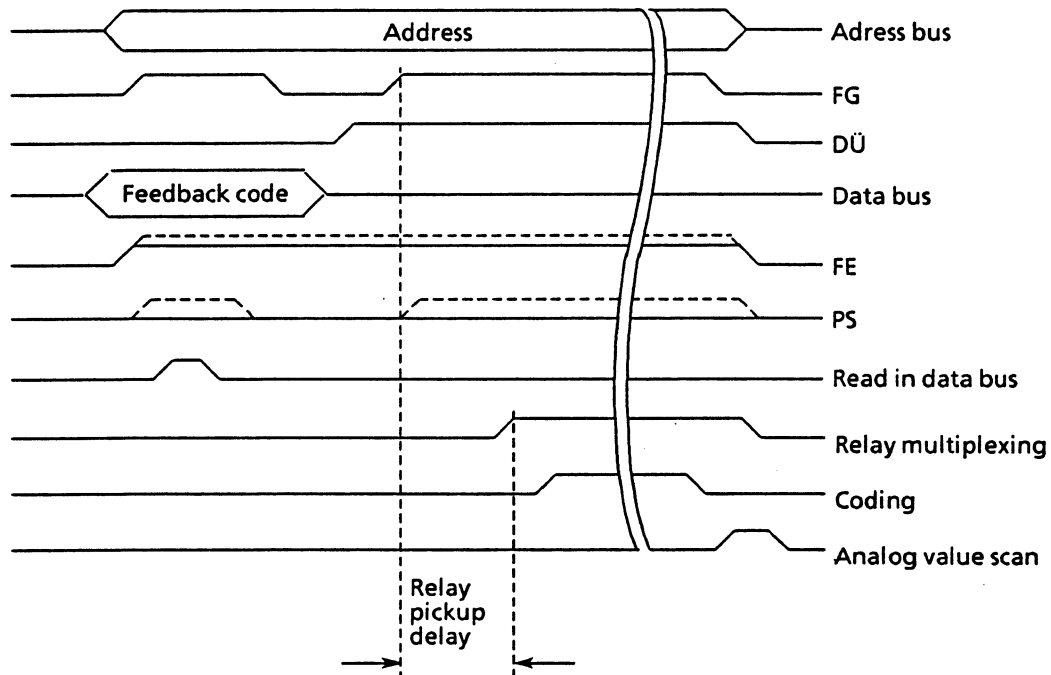 Address
Adress bus
FG
DÜ
Feedback code
Data bus
FE
PS
Read in data bus
Relay multiplexing
Coding
Analog value scan
Relay
pickup
delay